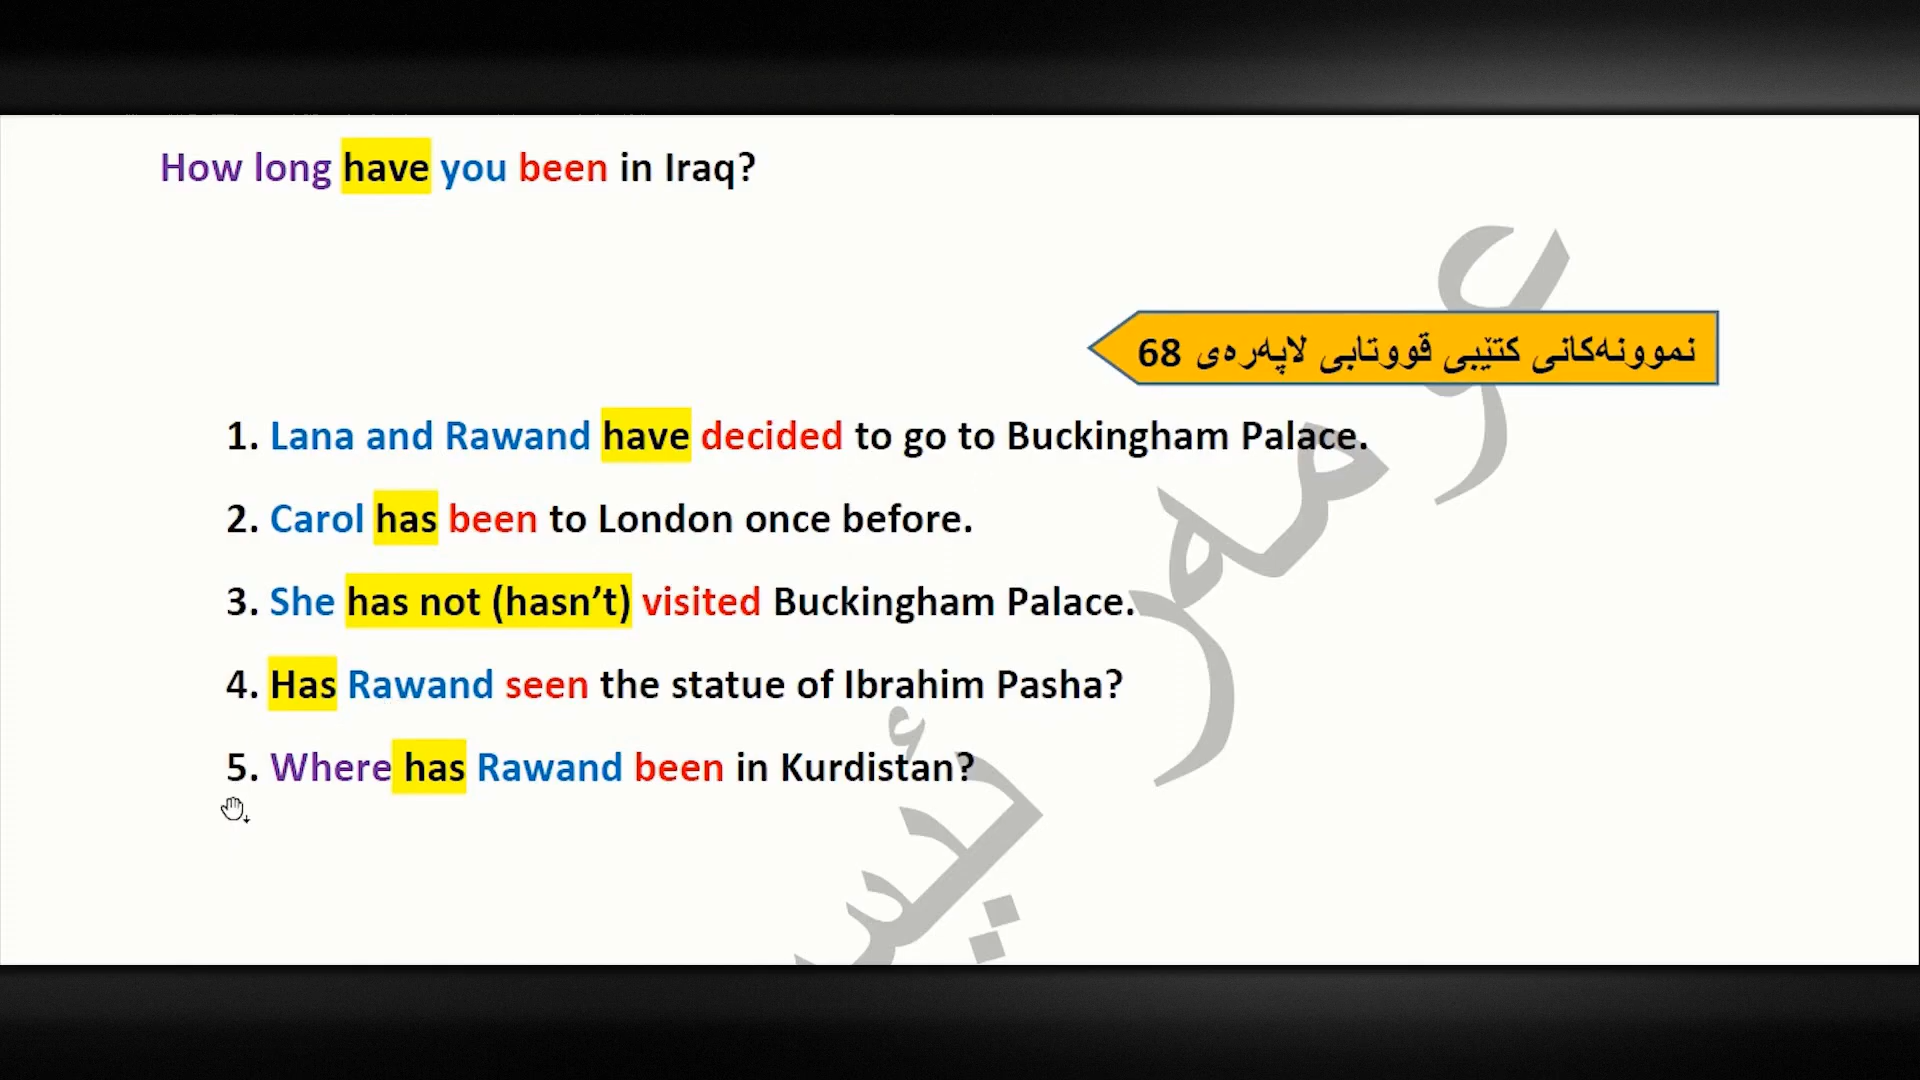 How long have you been in Iraq?
نموونەکانی کتێبی قووتابی لاپەرەی 68
1. Lana and Rawand have decided to go to Buckingham Palace.
2. Carol has been to London once before.
3. She has not (hasn’t) visited Buckingham Palace.
4. Has Rawand seen the statue of Ibrahim Pasha?
5. Where has Rawand been in Kurdistan?
عومەر